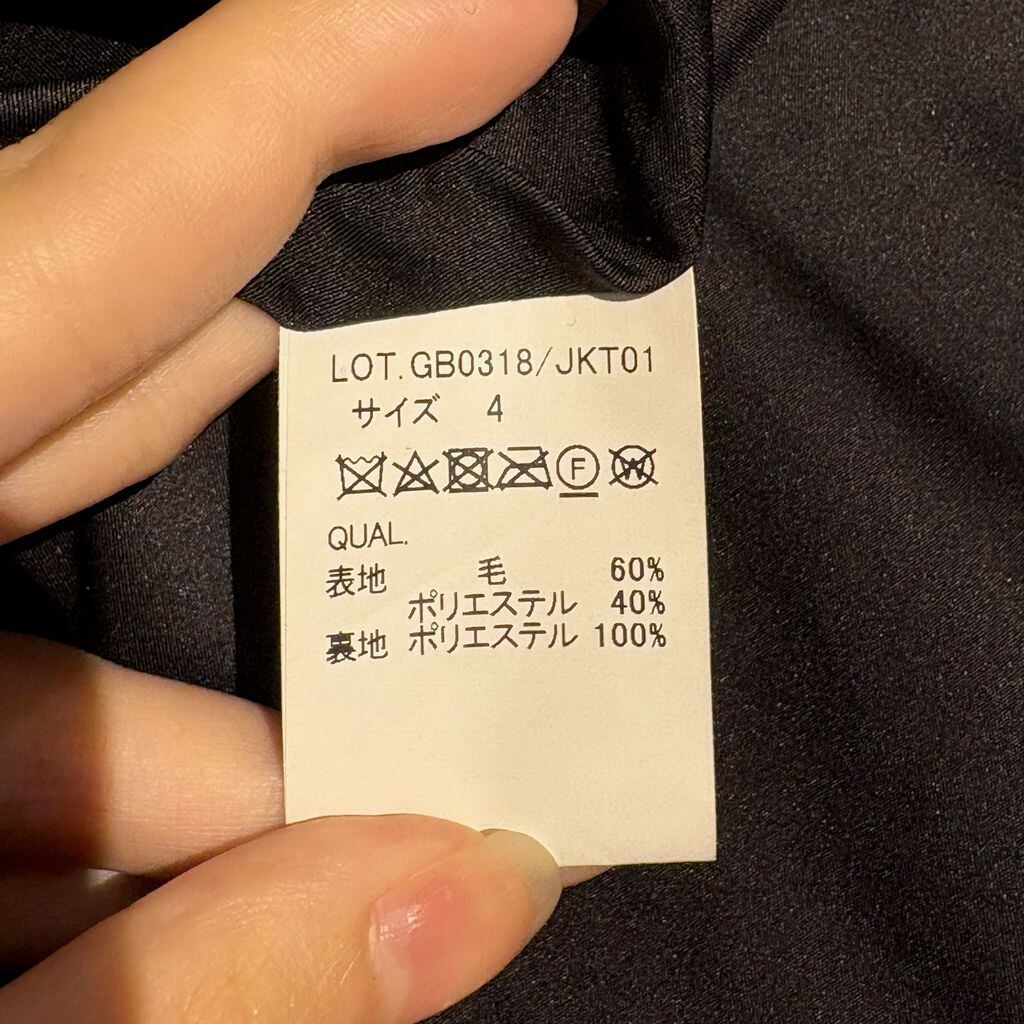 LOT.GB0318/JKT01
サイズ 4
F W
QUAL.
表地 毛 60%
ポリエステル 40%
裏地 ポリエステル 100%